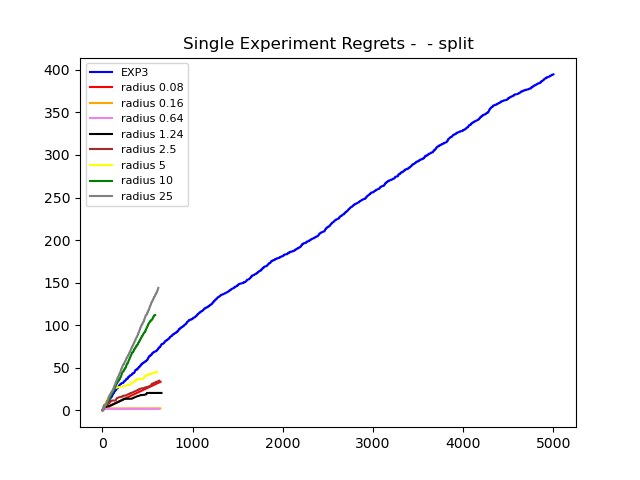 Single Experiment Regrets -  - split
400
350
300
250
200
150
100
50
0
EXP3
radius 0.08
radius 0.16
radius 0.64
radius 1.24
radius 2.5
radius 5
radius 10
radius 25
0 1000 2000 3000 4000 5000